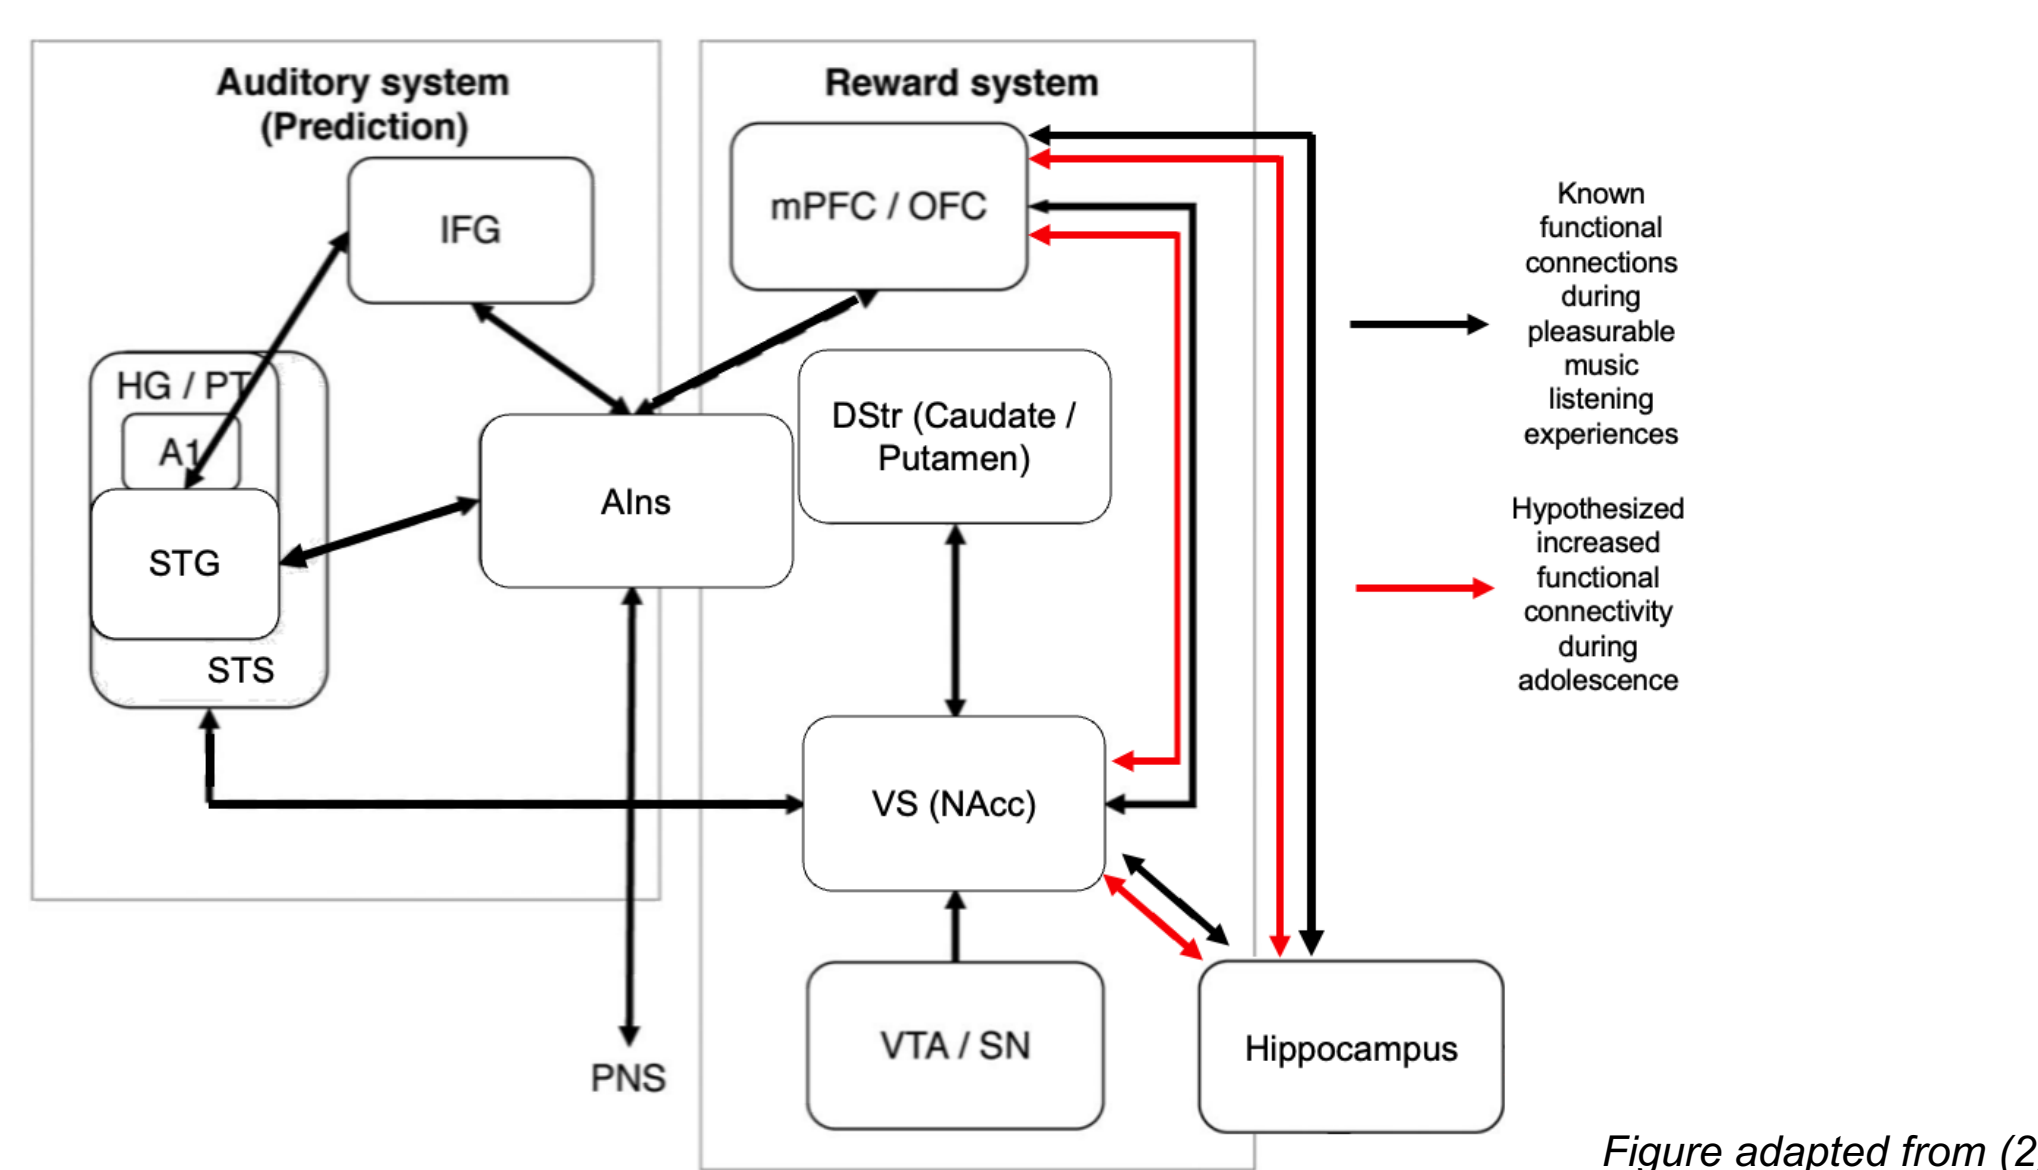 Auditory system
(Prediction)
IFG
HG / PT
A1
STG
STS
AIns
PNS
Reward system
mPFC / OFC
DStr (Caudate /
Putamen)
VS (NAcc)
VTA / SN
Hippocampus
Known
functional
connections
during
pleasurable
music
listening
experiences
Hypothesized
increased
functional
connectivity
during
adolescence
Figure adapted from (2